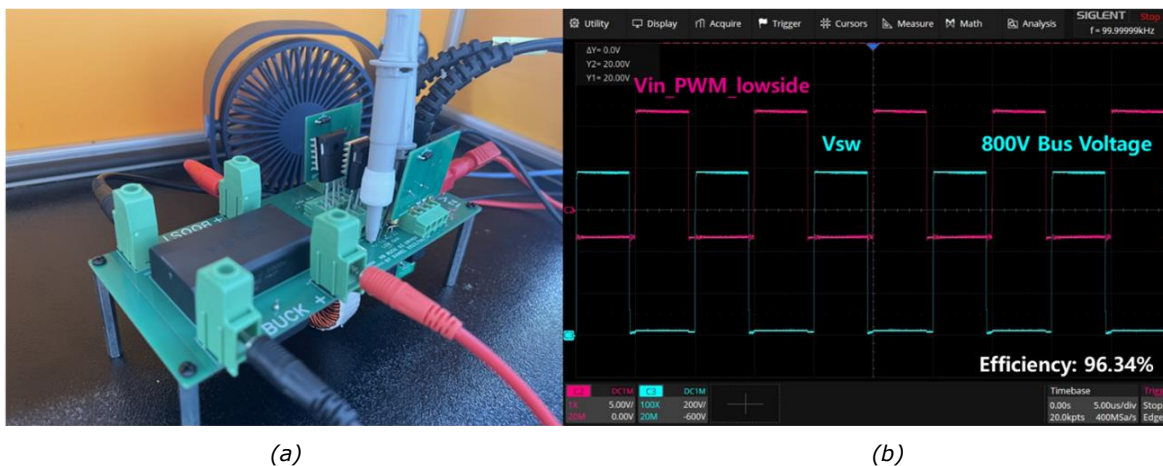 BOOST +
BUCK +
Utility Display Acquire Trigger Cursors Measure Math Analysis SIGLENT Stop
f = 99.99999kHz
ΔY= 0.0V
Y2= 20.00V
Y1= 20.00V
Vin_PWM_lowside
Vsw 800V Bus Voltage
Efficiency: 96.34%
C2 DC1M C3 DC1M Timebase Trigg
1X 5.00V/ 100X 200V/ 0.00s 5.00us/div Stop
20M 0.00V 20M -600V 20.0kpts 400MSa/s Edge
(a) (b)